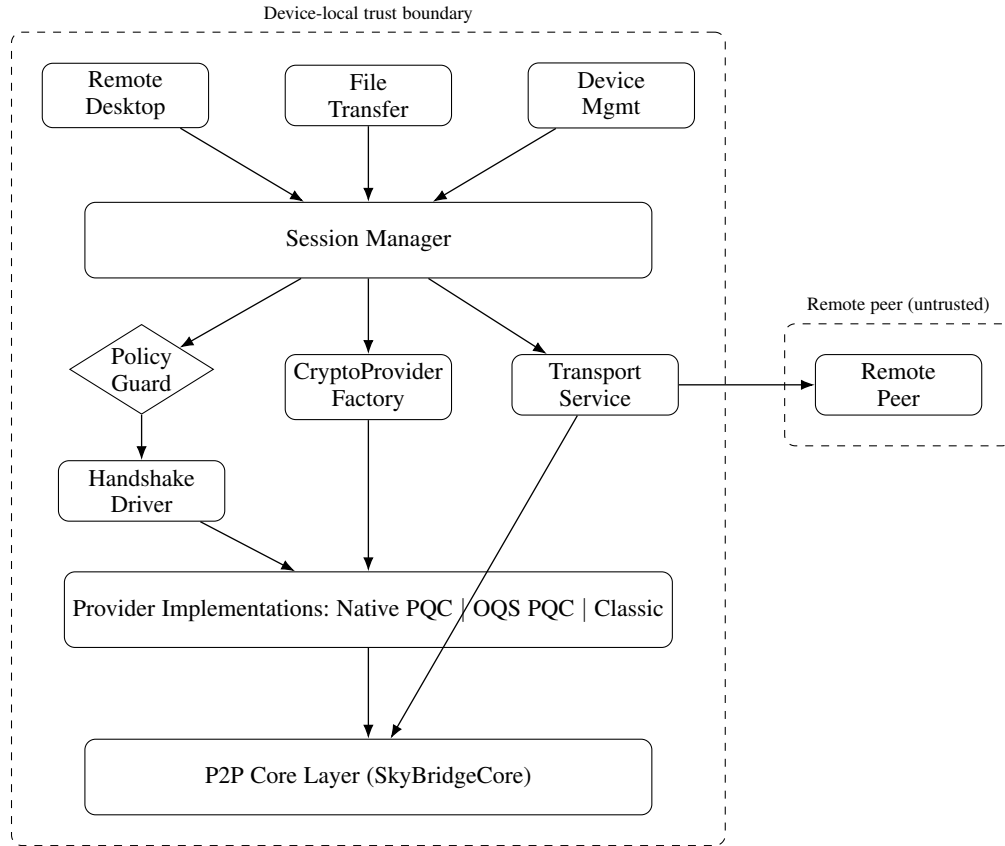 Device-local trust boundary
Remote
Desktop
File
Transfer
Device
Mgmt
Session Manager
Remote peer (untrusted)
Policy
Guard
CryptoProvider
Factory
Transport
Service
Remote
Peer
Handshake
Driver
Provider Implementations: Native PQC | OQS PQC | Classic
P2P Core Layer (SkyBridgeCore)